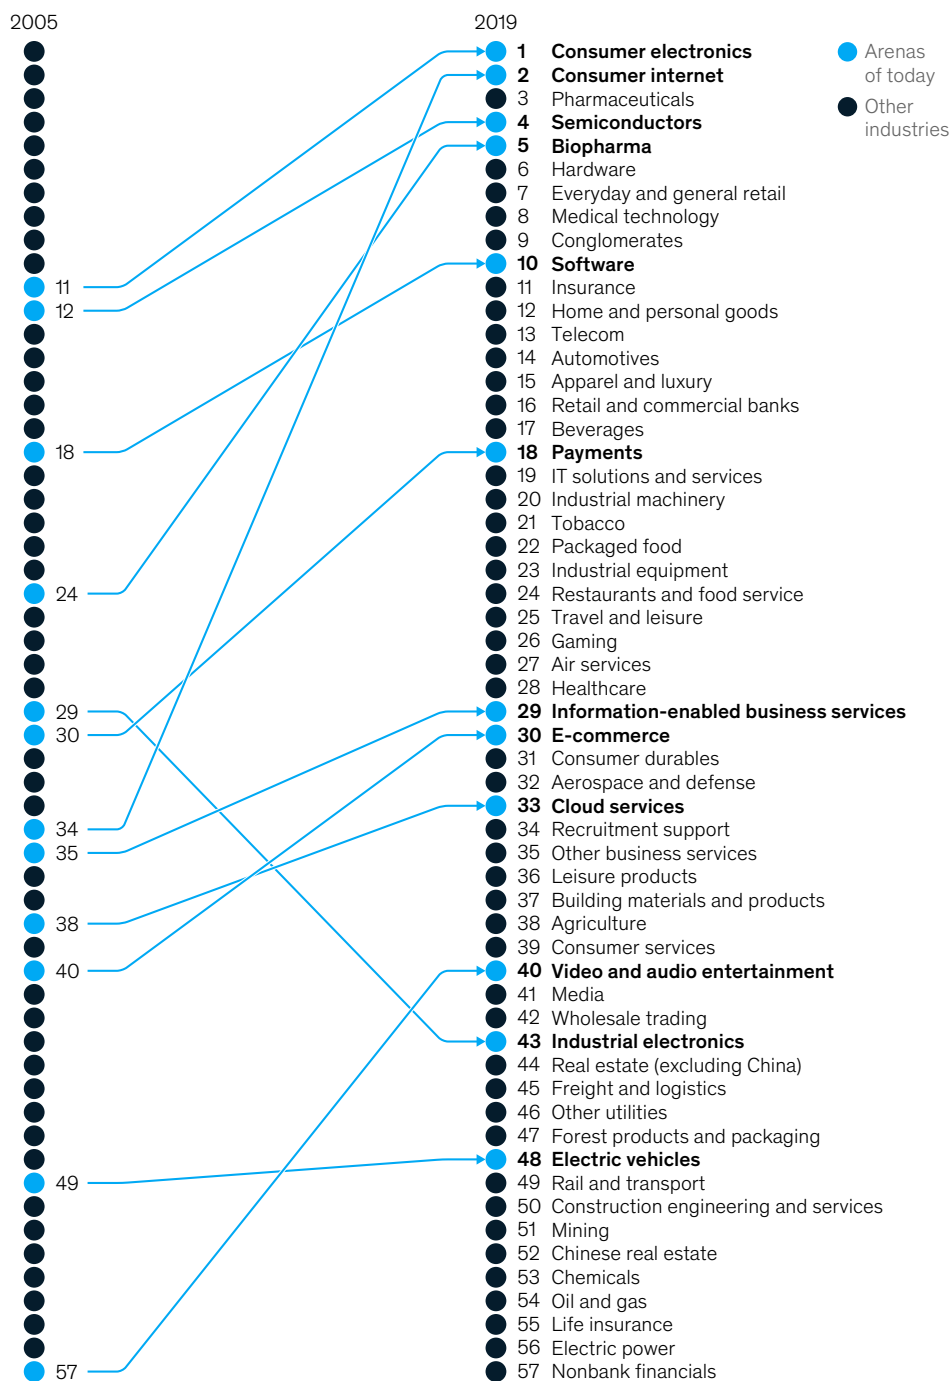 2005
2019
1 Consumer electronics
2 Consumer internet
3 Pharmaceuticals
4 Semiconductors
5 Biopharma
6 Hardware
7 Everyday and general retail
8 Medical technology
9 Conglomerates
10 Software
11 Insurance
12 Home and personal goods
13 Telecom
14 Automotives
15 Apparel and luxury
16 Retail and commercial banks
17 Beverages
18 Payments
19 IT solutions and services
20 Industrial machinery
21 Tobacco
22 Packaged food
23 Industrial equipment
24 Restaurants and food service
25 Travel and leisure
26 Gaming
27 Air services
28 Healthcare
29 Information-enabled business services
30 E-commerce
31 Consumer durables
32 Aerospace and defense
33 Cloud services
34 Recruitment support
35 Other business services
36 Leisure products
37 Building materials and products
38 Agriculture
39 Consumer services
40 Video and audio entertainment
41 Media
42 Wholesale trading
43 Industrial electronics
44 Real estate (excluding China)
45 Freight and logistics
46 Other utilities
47 Forest products and packaging
48 Electric vehicles
49 Rail and transport
50 Construction engineering and services
51 Mining
52 Chinese real estate
53 Chemicals
54 Oil and gas
55 Life insurance
56 Electric power
57 Nonbank financials
11
12
18
24
29
30
34
35
38
40
49
57
Arenas
of today
Other
industries